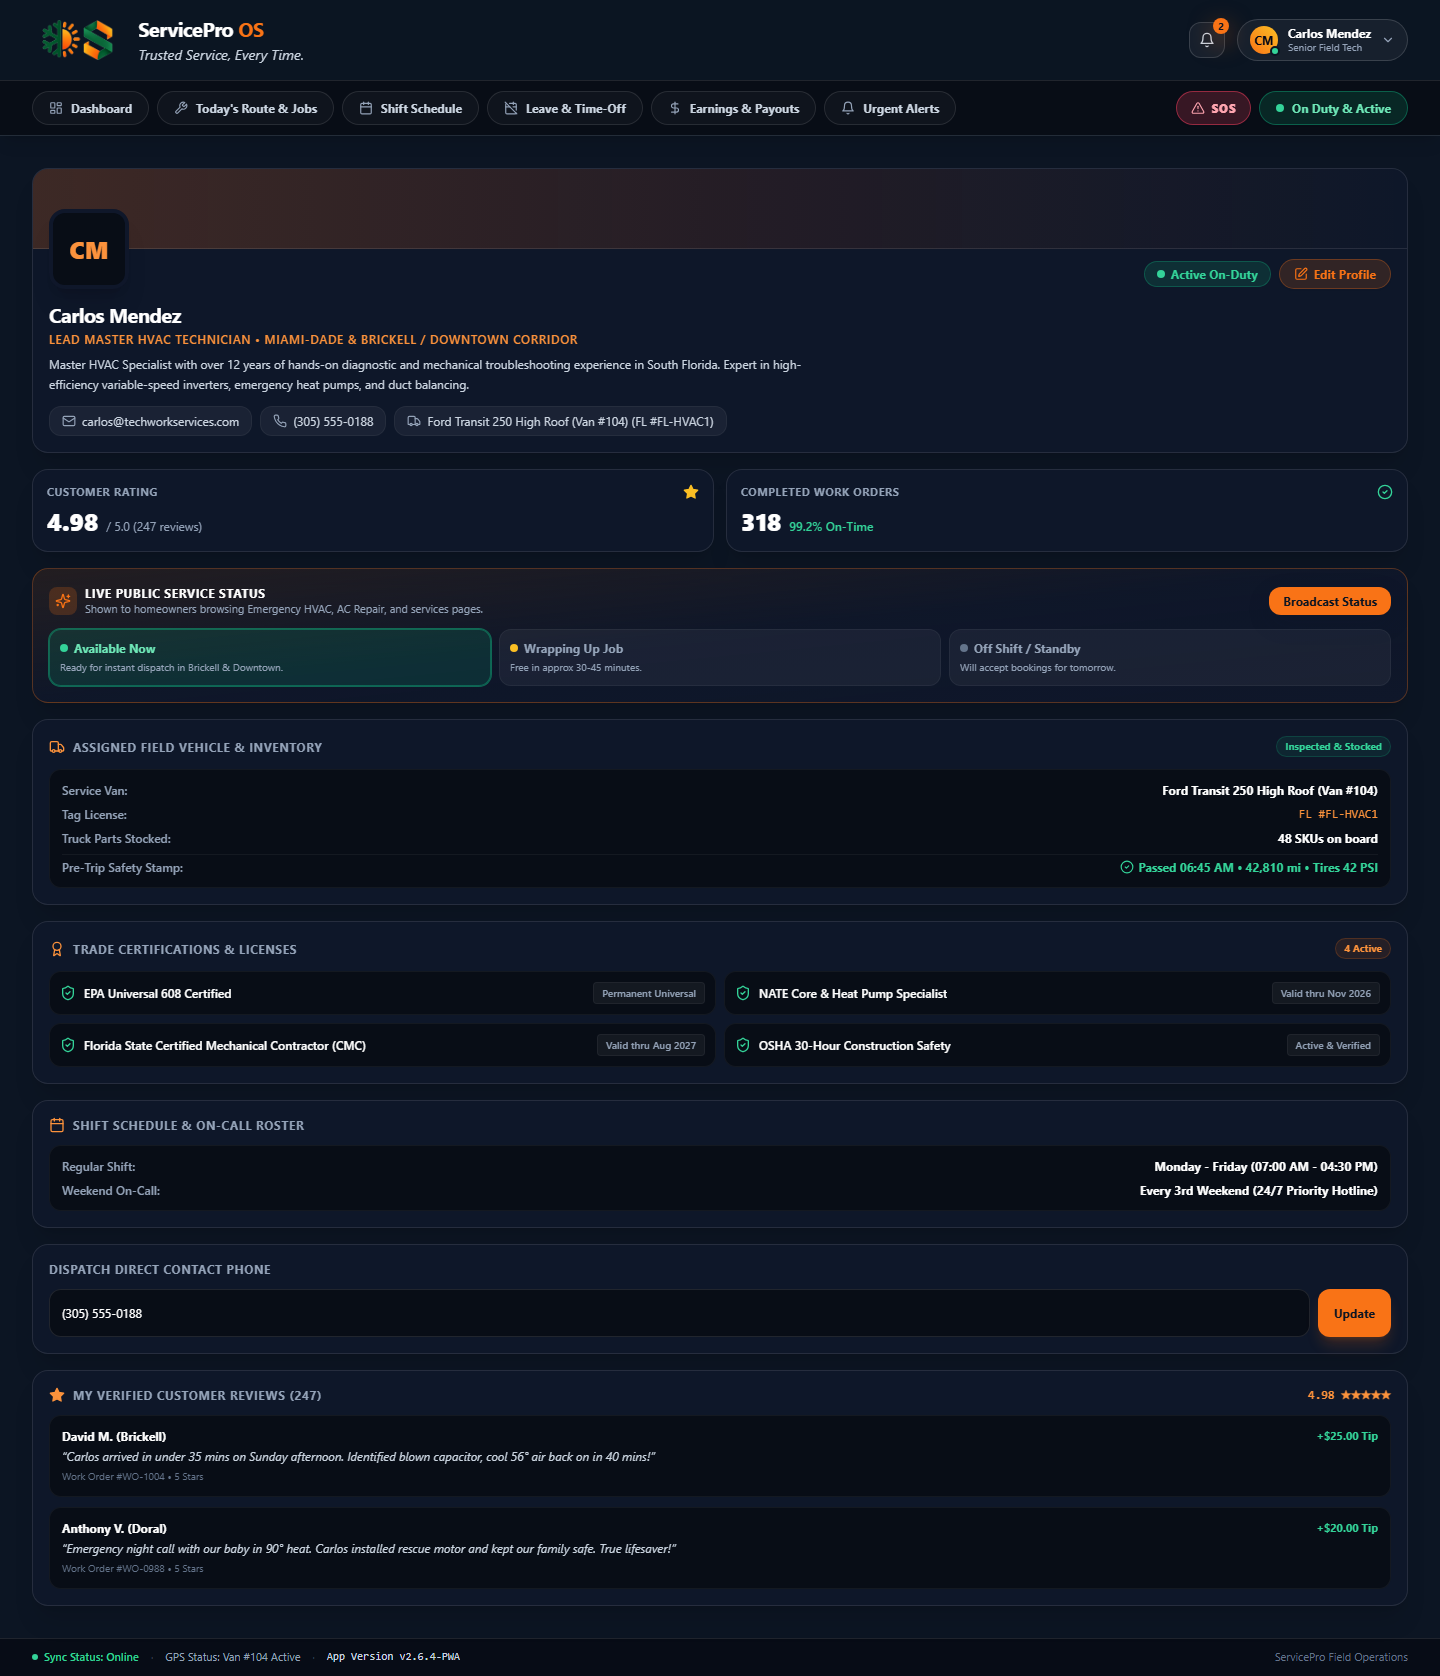 ServicePro OS
Trusted Service, Every Time.
2
CM
Carlos Mendez
Senior Field Tech
Dashboard
Today's Route & Jobs
Shift Schedule
Leave & Time-Off
Earnings & Payouts
Urgent Alerts
SOS
On Duty & Active
CM
Active On-Duty
Edit Profile
Carlos Mendez
LEAD MASTER HVAC TECHNICIAN • MIAMI-DADE & BRICKELL / DOWNTOWN CORRIDOR
Master HVAC Specialist with over 12 years of hands-on diagnostic and mechanical troubleshooting experience in South Florida. Expert in high-
efficiency variable-speed inverters, emergency heat pumps, and duct balancing.
carlos@techworkservices.com
(305) 555-0188
Ford Transit 250 High Roof (Van #104) (FL #FL-HVAC1)
CUSTOMER RATING
4.98 / 5.0 (247 reviews)
COMPLETED WORK ORDERS
318 99.2% On-Time
LIVE PUBLIC SERVICE STATUS
Shown to homeowners browsing Emergency HVAC, AC Repair, and services pages.
Broadcast Status
Available Now
Ready for instant dispatch in Brickell & Downtown.
Wrapping Up Job
Free in approx 30-45 minutes.
Off Shift / Standby
Will accept bookings for tomorrow.
ASSIGNED FIELD VEHICLE & INVENTORY
Inspected & Stocked
Service Van: Ford Transit 250 High Roof (Van #104)
Tag License: FL #FL-HVAC1
Truck Parts Stocked: 48 SKUs on board
Pre-Trip Safety Stamp: Passed 06:45 AM • 42,810 mi • Tires 42 PSI
TRADE CERTIFICATIONS & LICENSES
4 Active
EPA Universal 608 Certified Permanent Universal
NATE Core & Heat Pump Specialist Valid thru Nov 2026
Florida State Certified Mechanical Contractor (CMC) Valid thru Aug 2027
OSHA 30-Hour Construction Safety Active & Verified
SHIFT SCHEDULE & ON-CALL ROSTER
Regular Shift: Monday - Friday (07:00 AM - 04:30 PM)
Weekend On-Call: Every 3rd Weekend (24/7 Priority Hotline)
DISPATCH DIRECT CONTACT PHONE
(305) 555-0188
Update
MY VERIFIED CUSTOMER REVIEWS (247)
4.98 ★★★★★
David M. (Brickell) +$25.00 Tip
"Carlos arrived in under 35 mins on Sunday afternoon. Identified blown capacitor, cool 56° air back on in 40 mins!"
Work Order #WO-1004 • 5 Stars
Anthony V. (Doral) +$20.00 Tip
"Emergency night call with our baby in 90° heat. Carlos installed rescue motor and kept our family safe. True lifesaver!"
Work Order #WO-0988 • 5 Stars
Sync Status: Online · GPS Status: Van #104 Active · App Version v2.6.4-PWA
ServicePro Field Operations